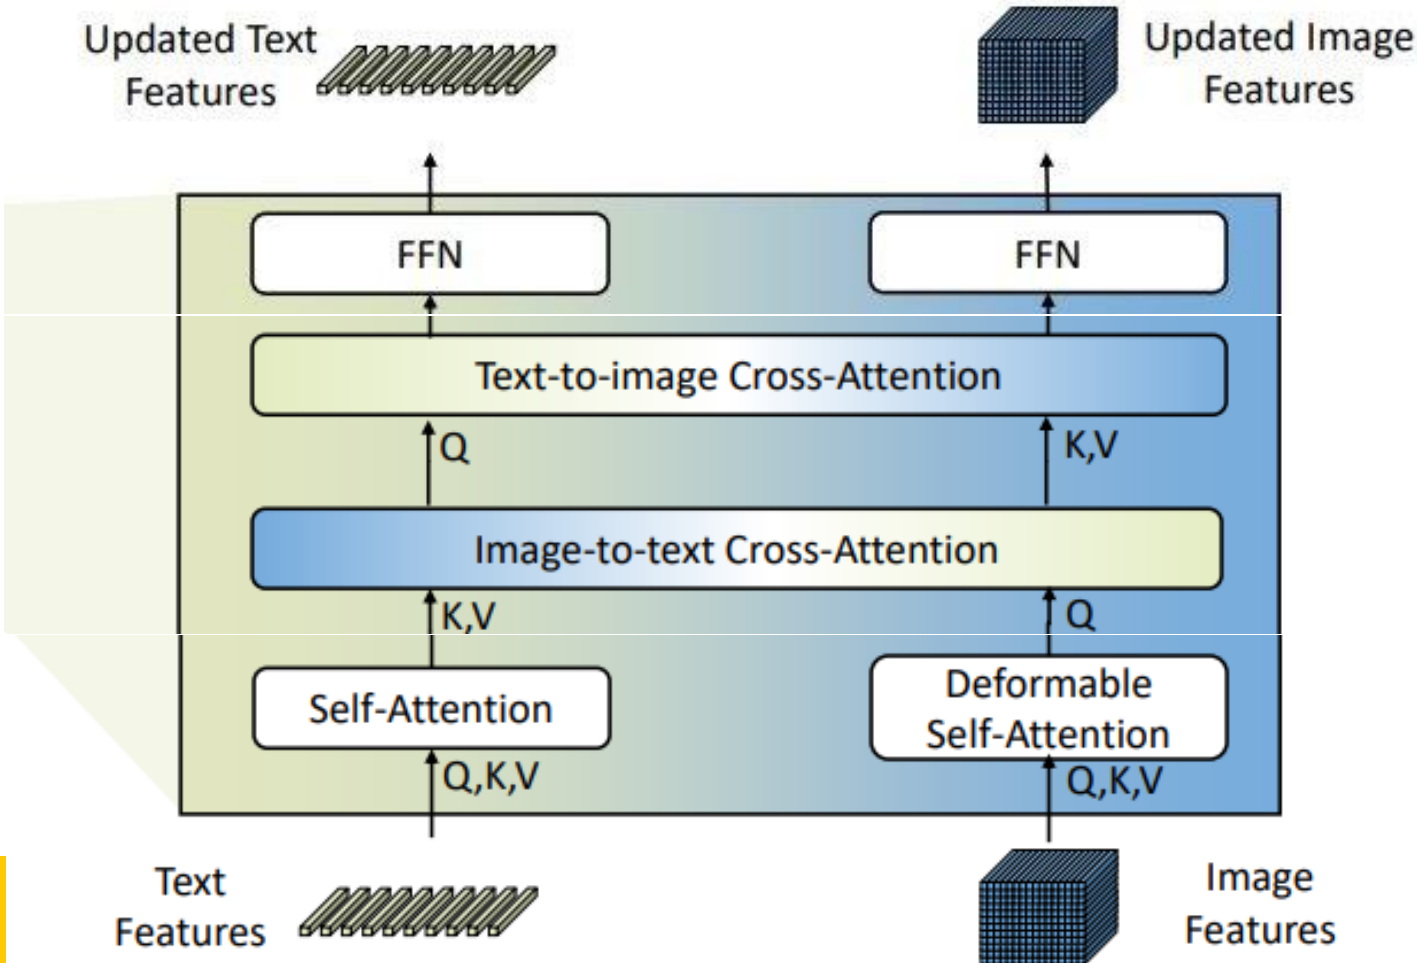 Updated Text
Features
Updated Image
Features
FFN
FFN
Text-to-image Cross-Attention
Q
K,V
Image-to-text Cross-Attention
K,V
Q
Self-Attention
Deformable
Self-Attention
Q,K,V
Q,K,V
Text
Features
Image
Features